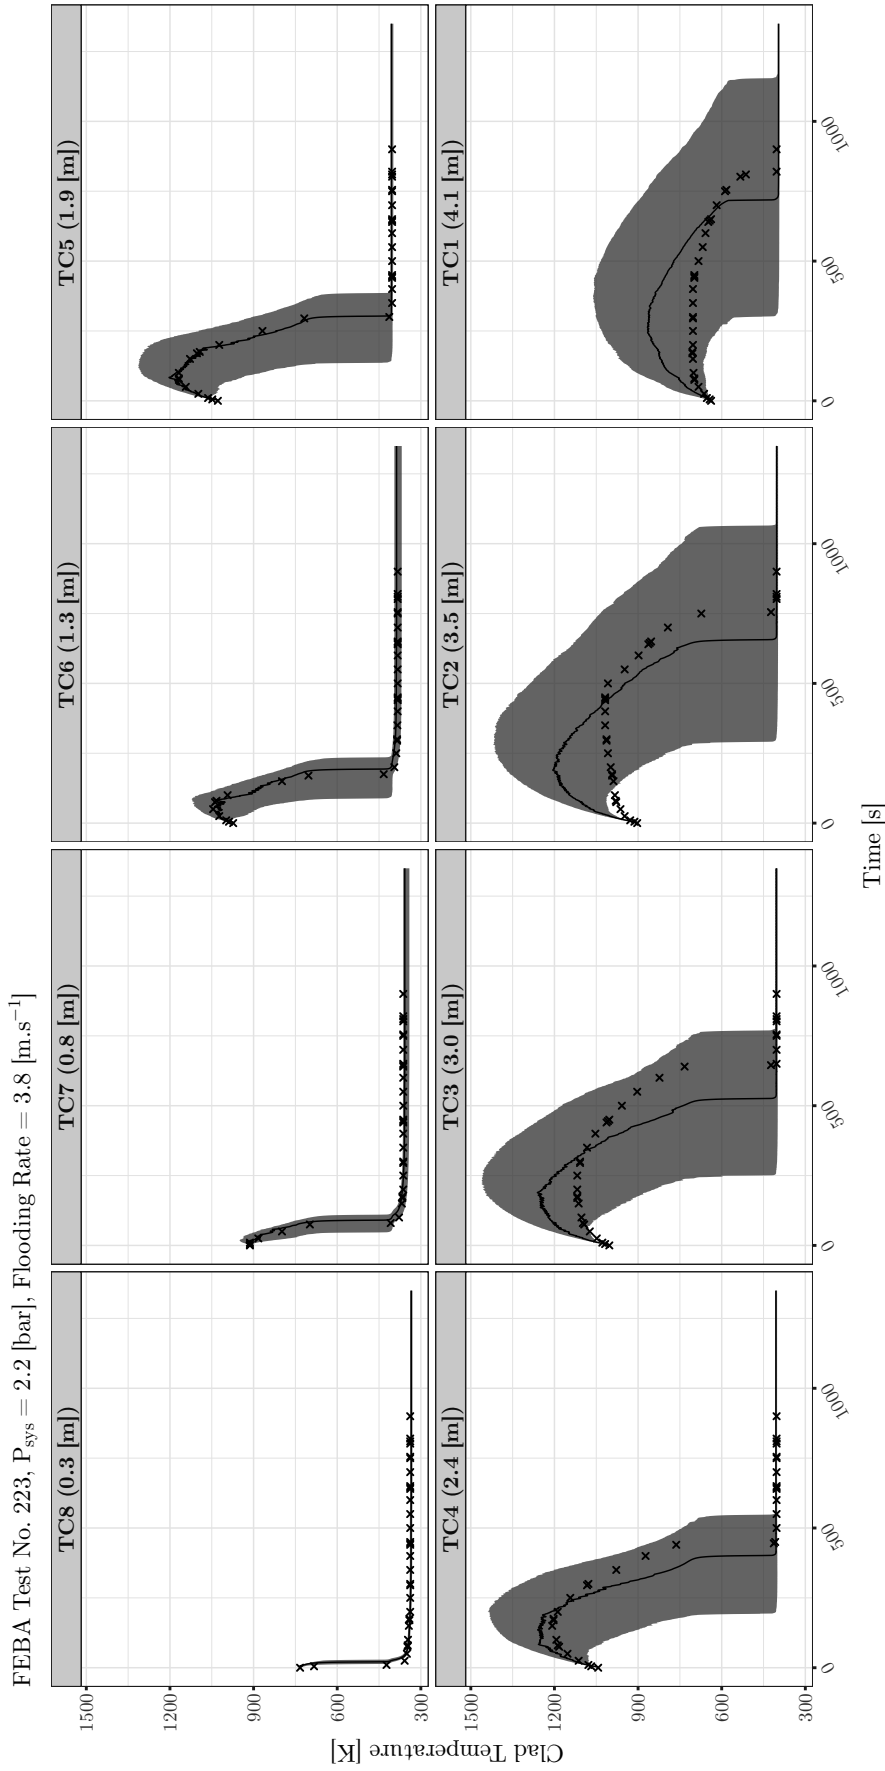 FEBA Test No. 223, Psys = 2.2 [bar], Flooding Rate = 3.8 [m.s−1]
TC8 (0.3 [m])
TC7 (0.8 [m])
TC6 (1.3 [m])
TC5 (1.9 [m])
1500
1200
900
600
300
TC4 (2.4 [m])
TC3 (3.0 [m])
TC2 (3.5 [m])
TC1 (4.1 [m])
1500
1200
900
600
300
0
500
1000
0
500
1000
0
500
1000
0
500
1000
Time [s]
Clad Temperature [K]